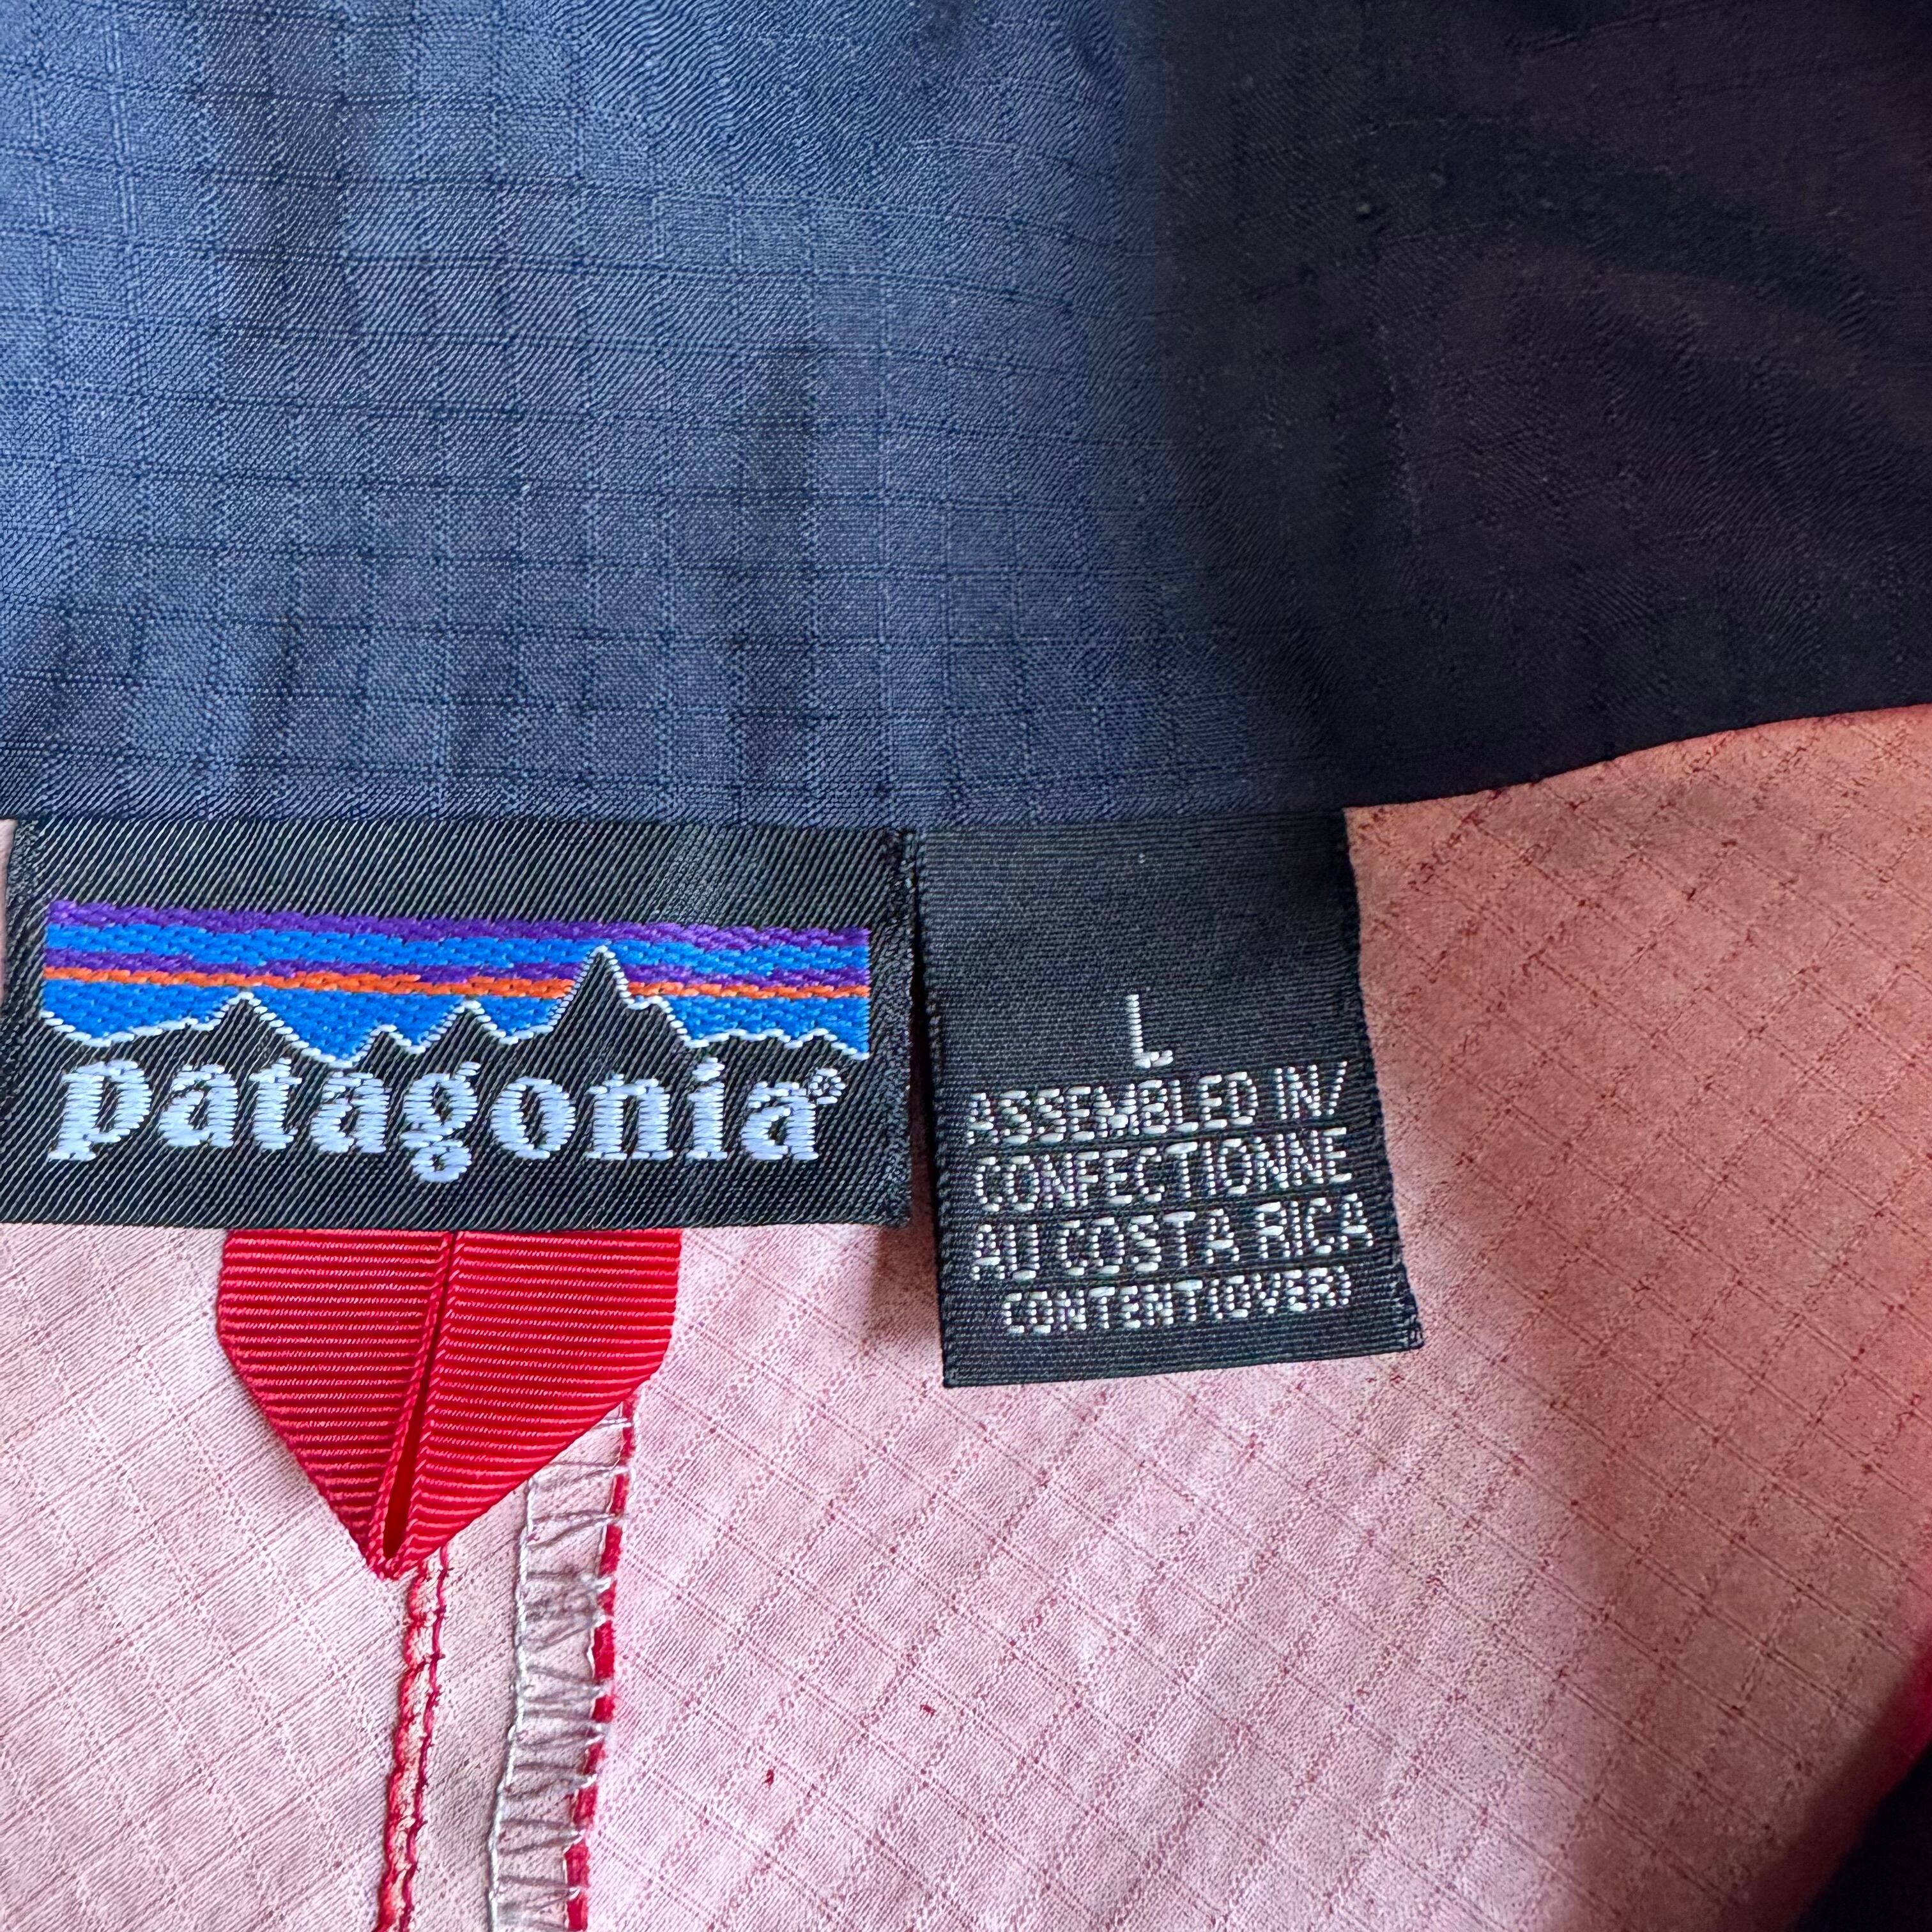 patagonia®
L
ASSEMBLED IN/
CONFECTIONNE
AU COSTA RICA
CONTENT(OVER)